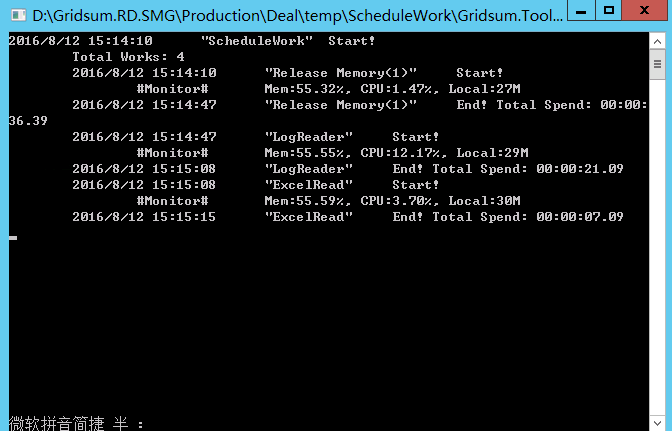 D:\Gridsum.RD.SMG\Production\Deal\temp\ScheduleWork\Gridsum.Tool...
2016/8/12 15:14:10 "ScheduleWork" Start!
Total Works: 4
2016/8/12 15:14:10 "Release Memory(1)" Start!
#Monitor# Mem:55.32%, CPU:1.47%, Local:27M
2016/8/12 15:14:47 "Release Memory(1)" End! Total Spend: 00:00:
36.39
2016/8/12 15:14:47 "LogReader" Start!
#Monitor# Mem:55.55%, CPU:12.17%, Local:29M
2016/8/12 15:15:08 "LogReader" End! Total Spend: 00:00:21.09
2016/8/12 15:15:08 "ExcelRead" Start!
#Monitor# Mem:55.59%, CPU:3.70%, Local:30M
2016/8/12 15:15:15 "ExcelRead" End! Total Spend: 00:00:07.09
微软拼音简捷 半 :